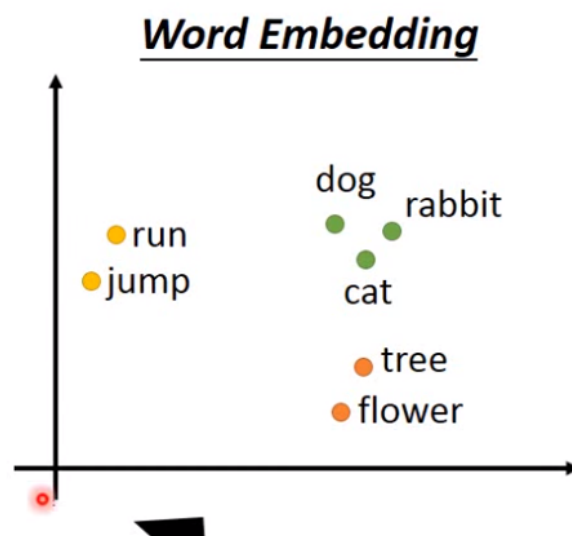 Word Embedding
dog
rabbit
run
jump
cat
tree
flower